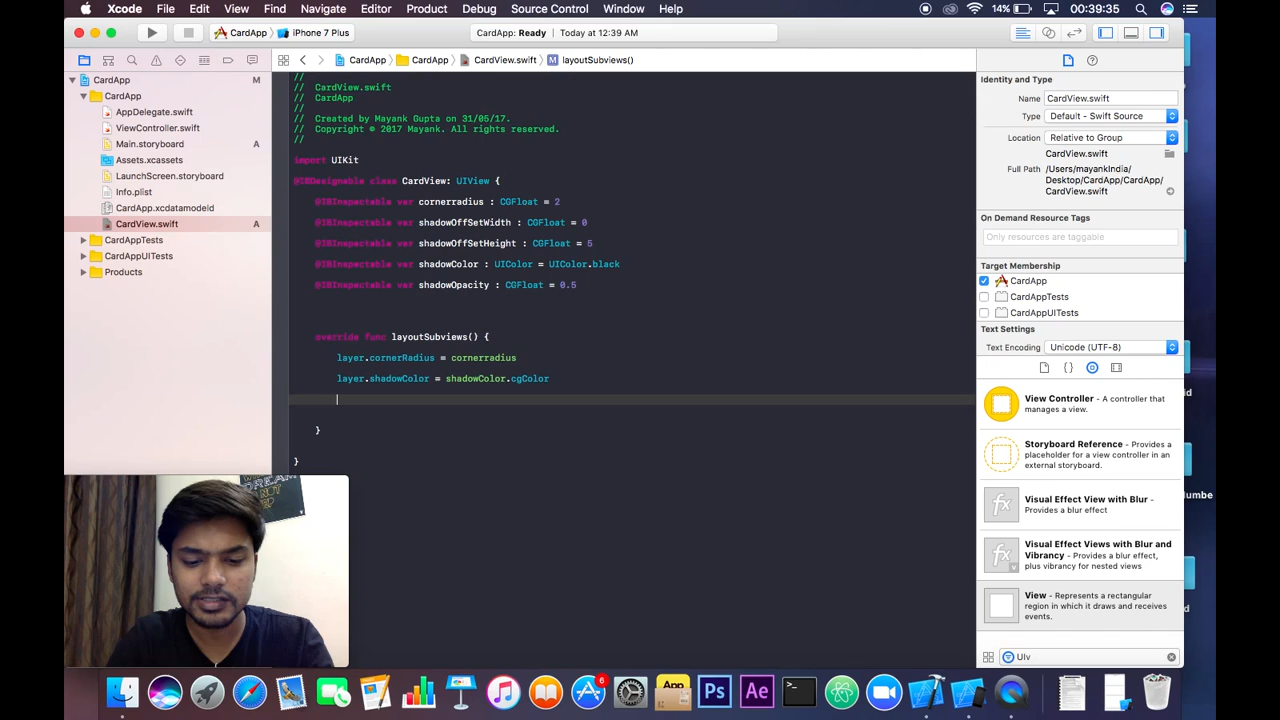 Xcode File Edit View Find Navigate Editor Product Debug Source Control Window Help 14% 00:39:35
CardApp iPhone 7 Plus CardApp: Ready Today at 12:39 AM
CardApp CardApp CardView.swift M layoutSubviews()
CardApp M
CardApp
AppDelegate.swift
ViewController.swift
Main.storyboard A
Assets.xcassets
LaunchScreen.storyboard
Info.plist
CardApp.xcdatamodeld
CardView.swift A
CardAppTests
CardAppUITests
Products
//
// CardView.swift
// CardApp
//
// Created by Mayank Gupta on 31/05/17.
// Copyright © 2017 Mayank. All rights reserved.
//
import UIKit
@IBDesignable class CardView: UIView {
@IBInspectable var cornerradius : CGFloat = 2
@IBInspectable var shadowOffSetWidth : CGFloat = 0
@IBInspectable var shadowOffSetHeight : CGFloat = 5
@IBInspectable var shadowColor : UIColor = UIColor.black
@IBInspectable var shadowOpacity : CGFloat = 0.5
override func layoutSubviews() {
layer.cornerRadius = cornerradius
layer.shadowColor = shadowColor.cgColor
}
}
Identity and Type
Name CardView.swift
Type Default - Swift Source
Location Relative to Group
CardView.swift
Full Path /Users/mayankIndia/
Desktop/CardApp/CardApp/
CardView.swift
On Demand Resource Tags
Only resources are taggable
Target Membership
CardApp
CardAppTests
CardAppUITests
Text Settings
Text Encoding Unicode (UTF-8)
{ }
View Controller - A controller that
manages a view.
Storyboard Reference - Provides a
placeholder for a view controller in an
external storyboard.
fx Visual Effect View with Blur -
Provides a blur effect
fx Visual Effect Views with Blur and
Vibrancy - Provides a blur effect,
plus vibrancy for nested views
View - Represents a rectangular
region in which it draws and receives
events.
UIv
DREAM
NOT
App 6 Ps Ae >_